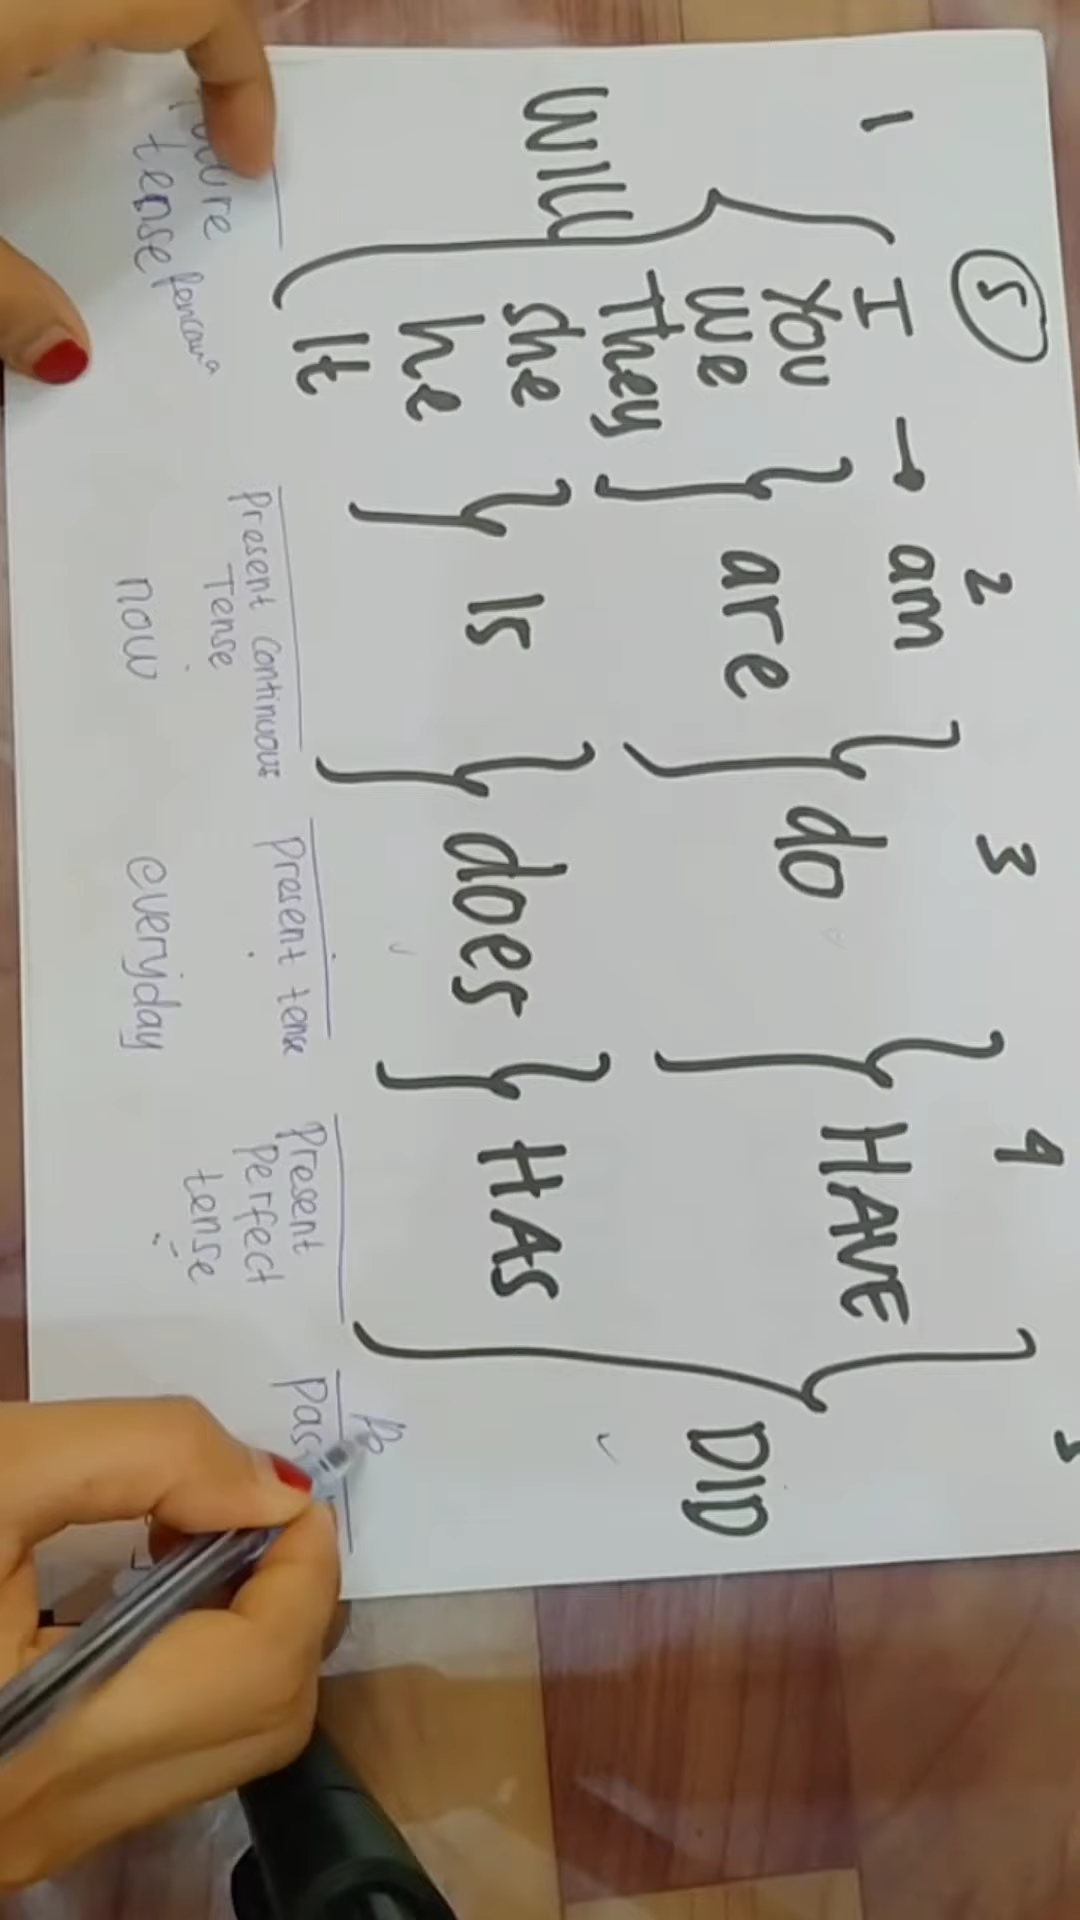 5
1 2 3 4
WILL
I → am
You
We
They
are
do
HAVE
she
he
It
Is
does
HAS
DID
tense
Present continuous
Tense
now
Present tense
everyday
Present
perfect
tense